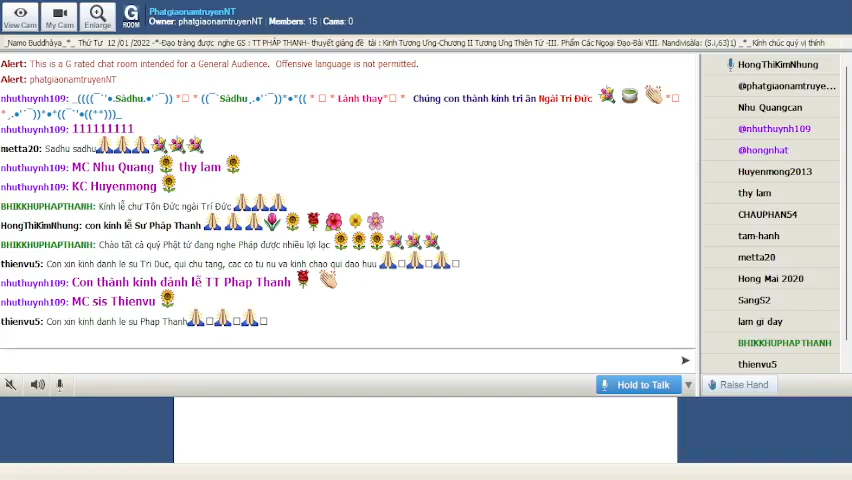 View Cam
My Cam
Enlarge
G
ROOM
PhatgiaonamtruyenNT
Owner: phatgiaonamtruyenNT | Members: 15 | Cams: 0
_Namo Buddhàya _*_ Thứ Tư 12 /01 /2022 -*-Đạo tràng được nghe GS : TT PHÁP THANH- thuyết giảng đề tài : Kinh Tương Ưng-Chương II Tương Ưng Thiên Tử -III. Phẩm Các Ngoại Đạo-Bài VIII. Nandivisàla: (S.i,63)1) _*_ Kính chúc quý vị thính
Alert: This is a G rated chat room intended for a General Audience. Offensive language is not permitted.
Alert: phatgiaonamtruyenNT
nhuthuynh109: _((((¯`'•.Sàdhu.•'´¯)) *□ * ((¯`Sàdhu¸.•'´¯))*•*(( * □ * Lành thay*□ * Chúng con thành kính tri ân Ngài Trí Đức *□
*¸.•'´¯))*•*((¯`'•((**)))_
nhuthuynh109: 111111111
metta20: Sadhu sadhu
nhuthuynh109: MC Nhu Quang thy lam
nhuthuynh109: KC Huyenmong
BHIKKHUPHAPTHANH: Kính lễ chư Tôn Đức ngài Trí Đức
HongThiKimNhung: con kính lễ Sư Pháp Thanh
BHIKKHUPHAPTHANH: Chào tất cả quý Phật tử đang nghe Pháp được nhiều lợi lạc
thienvu5: Con xin kinh danh le su Tri Duc, qui chu tang, cac co tu nu va kinh chao qui dao huu □ □ □
nhuthuynh109: Con thành kính đảnh lễ TT Phap Thanh
nhuthuynh109: MC sis Thienvu
thienvu5: Con xin kinh danh le su Phap Thanh □ □ □
HongThiKimNhung
@phatgiaonamtruye...
Nhu Quangcan
@nhuthuynh109
@hongnhat
Huyenmong2013
thy lam
CHAUPHAN54
tam-hanh
metta20
Hong Mai 2020
SangS2
lam gi day
BHIKKHUPHAPTHANH
thienvu5
Hold to Talk
Raise Hand